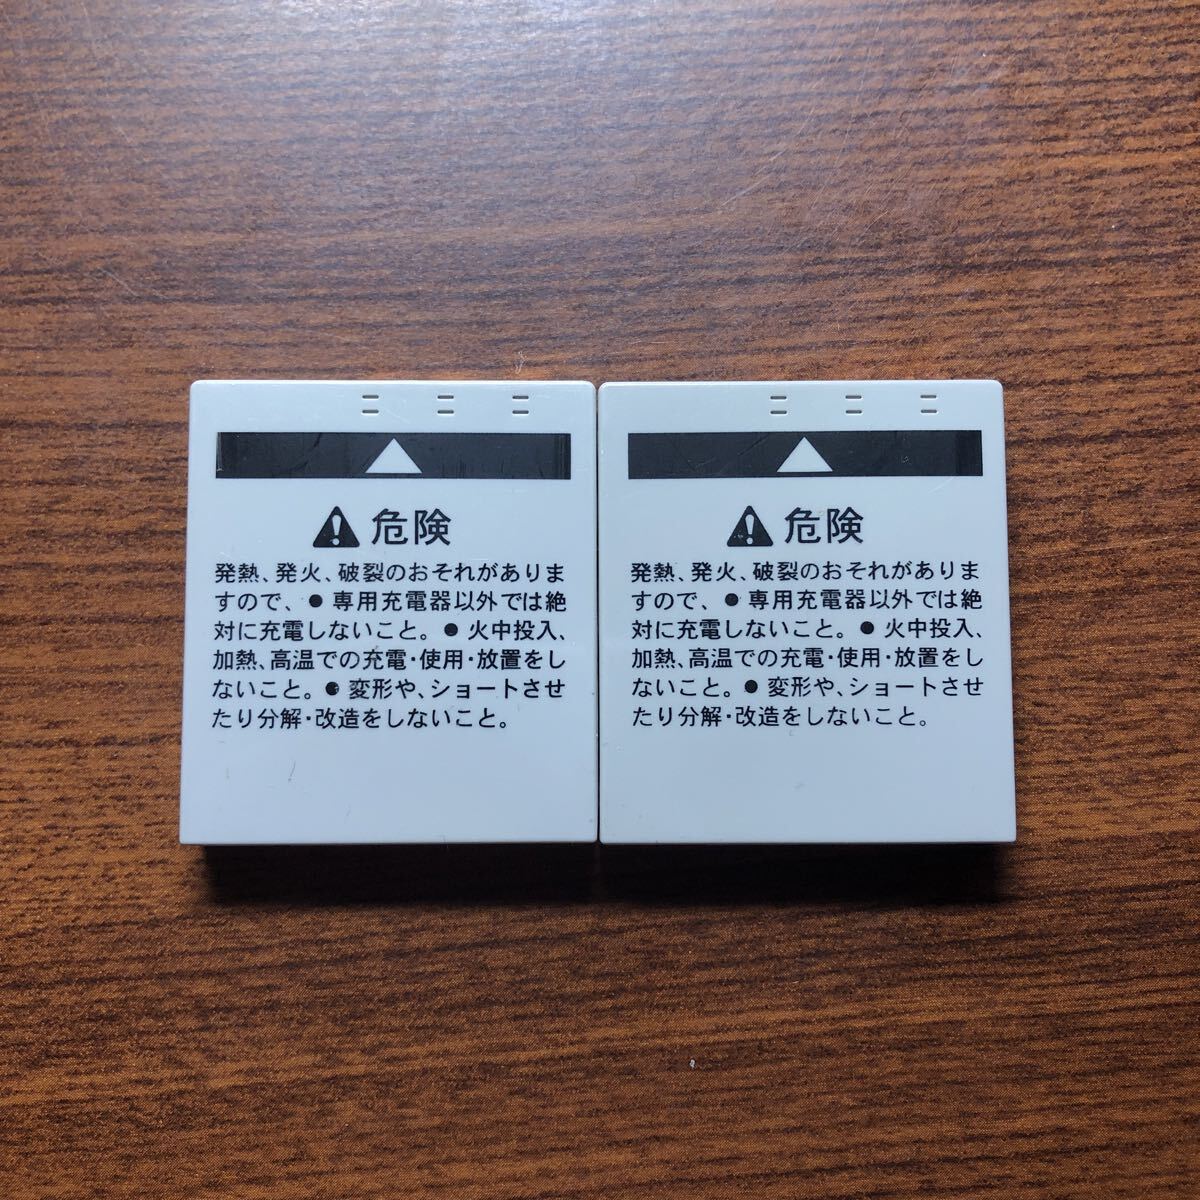 危険
発熱、発火、破裂のおそれがありま
すので、●専用充電器以外では絶
対に充電しないこと。●火中投入、
加熱、高温での充電・使用・放置をし
ないこと。●変形や、ショートさせ
たり分解・改造をしないこと。
危険
発熱、発火、破裂のおそれがありま
すので、●専用充電器以外では絶
対に充電しないこと。●火中投入、
加熱、高温での充電・使用・放置をし
ないこと。●変形や、ショートさせ
たり分解・改造をしないこと。